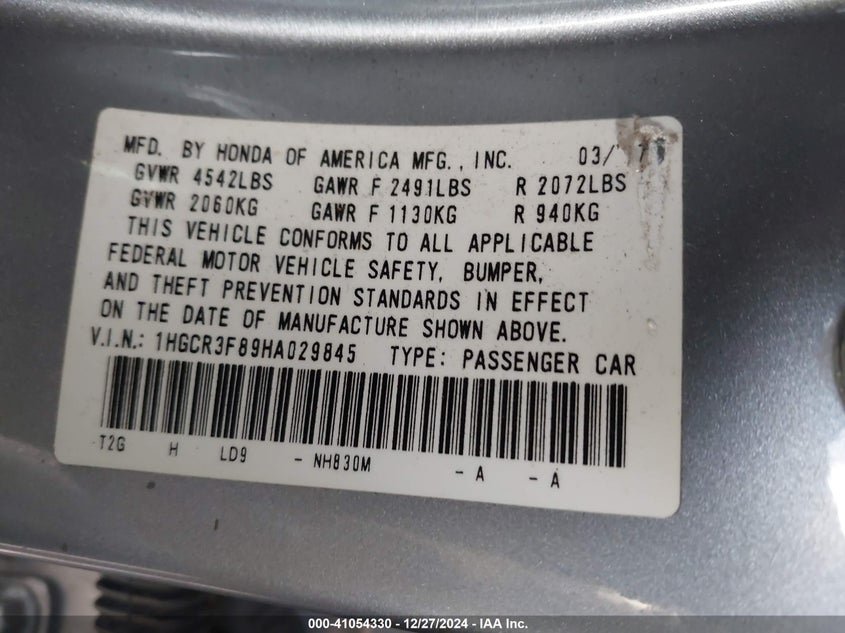 MFD. BY HONDA OF AMERICA MFG., INC. 03/
GVWR 4542LBS GAWR F 2491LBS R 2072LBS
GVWR 2060KG GAWR F 1130KG R 940KG
THIS VEHICLE CONFORMS TO ALL APPLICABLE
FEDERAL MOTOR VEHICLE SAFETY, BUMPER,
AND THEFT PREVENTION STANDARDS IN EFFECT
ON THE DATE OF MANUFACTURE SHOWN ABOVE.
V.I.N.: 1HGCR3F89HA029845 TYPE: PASSENGER CAR
T2G H LD9 - NH830M - A - A
000-41054330 - 12/27/2024 - IAA Inc.